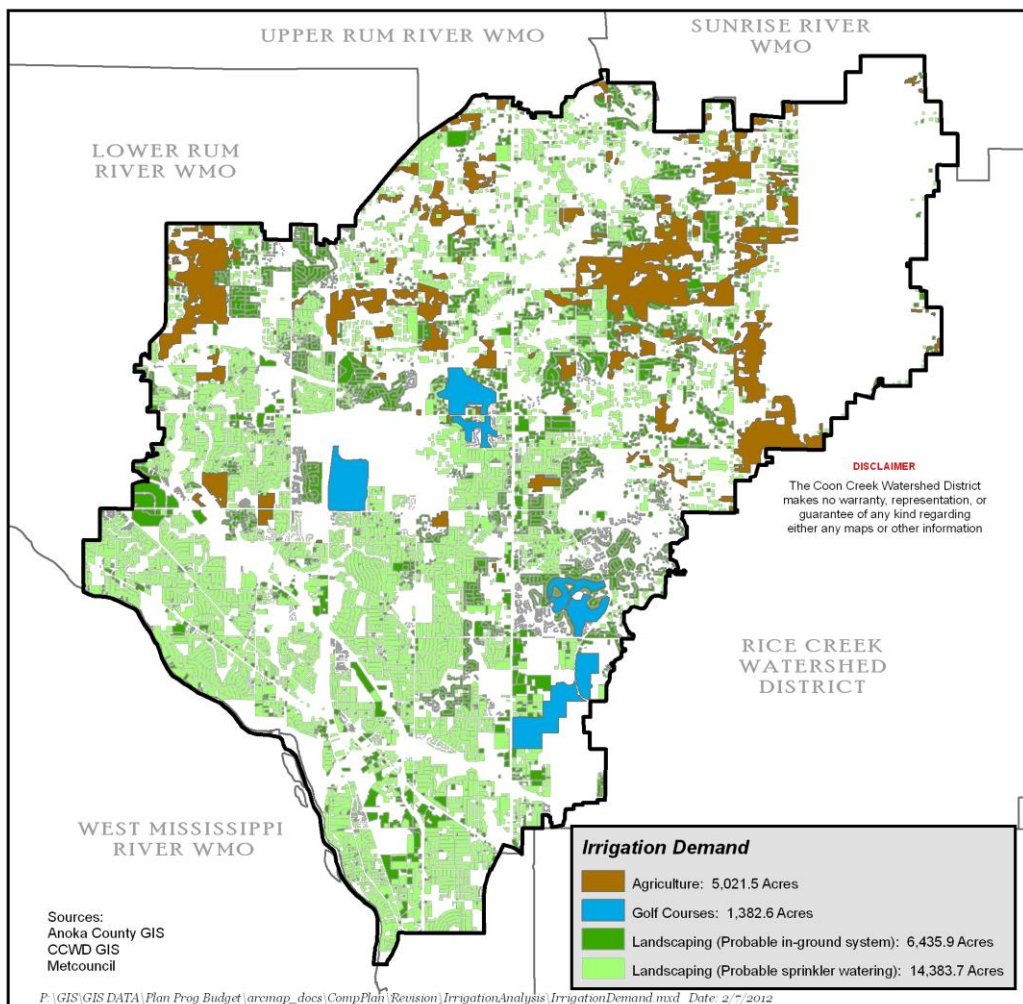 UPPER RUM RIVER WMO
SUNRISE RIVER
WMO
LOWER RUM
RIVER WMO
DISCLAIMER
The Coon Creek Watershed District
makes no warranty, representation, or
guarantee of any kind regarding
either any maps or other information
RICE CREEK
WATERSHED
DISTRICT
WEST MISSISSIPPI
RIVER WMO
Irrigation Demand
Agriculture: 5,021.5 Acres
Golf Courses: 1,382.6 Acres
Landscaping (Probable in-ground system): 6,435.9 Acres
Landscaping (Probable sprinkler watering): 14,383.7 Acres
Sources:
Anoka County GIS
CCWD GIS
Metcouncil
P:\GIS\GIS DATA\Plan Prog Budget\arcmap_docs\CompPlan\Revision\IrrigationAnalysis\IrrigationDemand.mxd Date: 2/7/2012